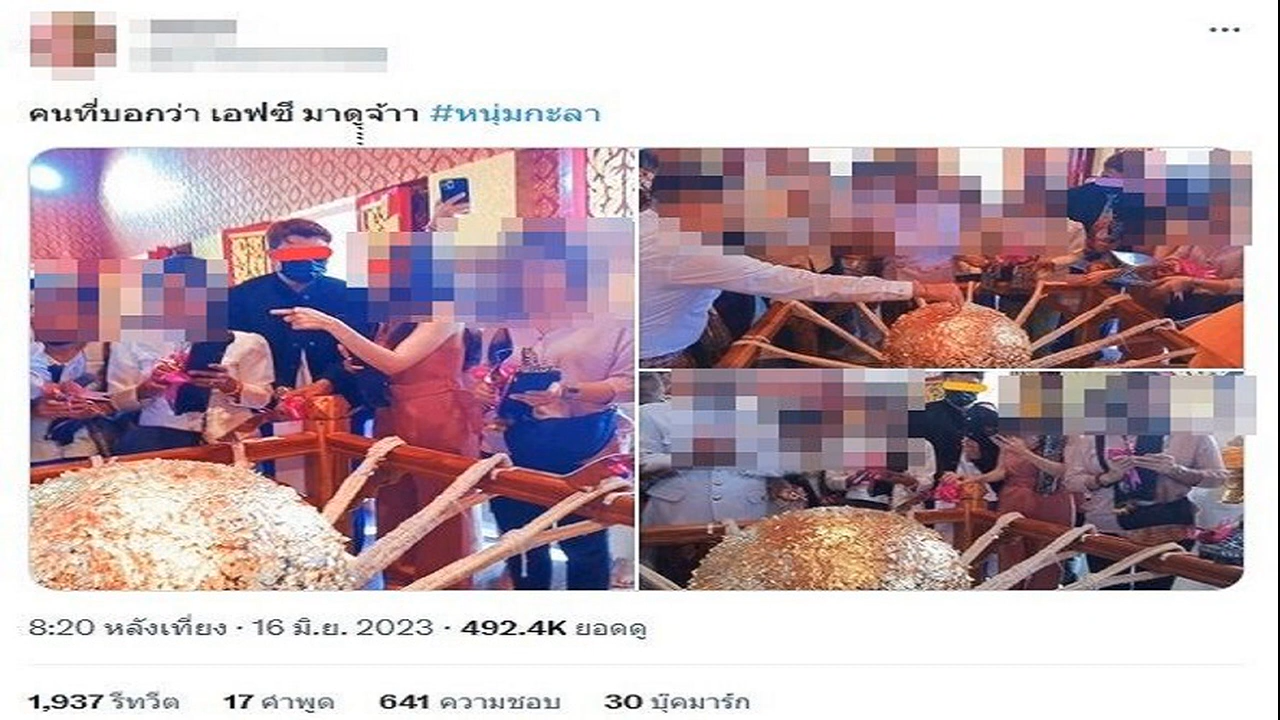 คนที่บอกว่า เอฟซี มาดูจ้าา #หนุ่มกะลา
8:20 หลังเที่ยง · 16 มิ.ย. 2023 · 492.4K ยอดดู
1,937 รีทวีต 17 คำพูด 641 ความชอบ 30 บุ๊คมาร์ก